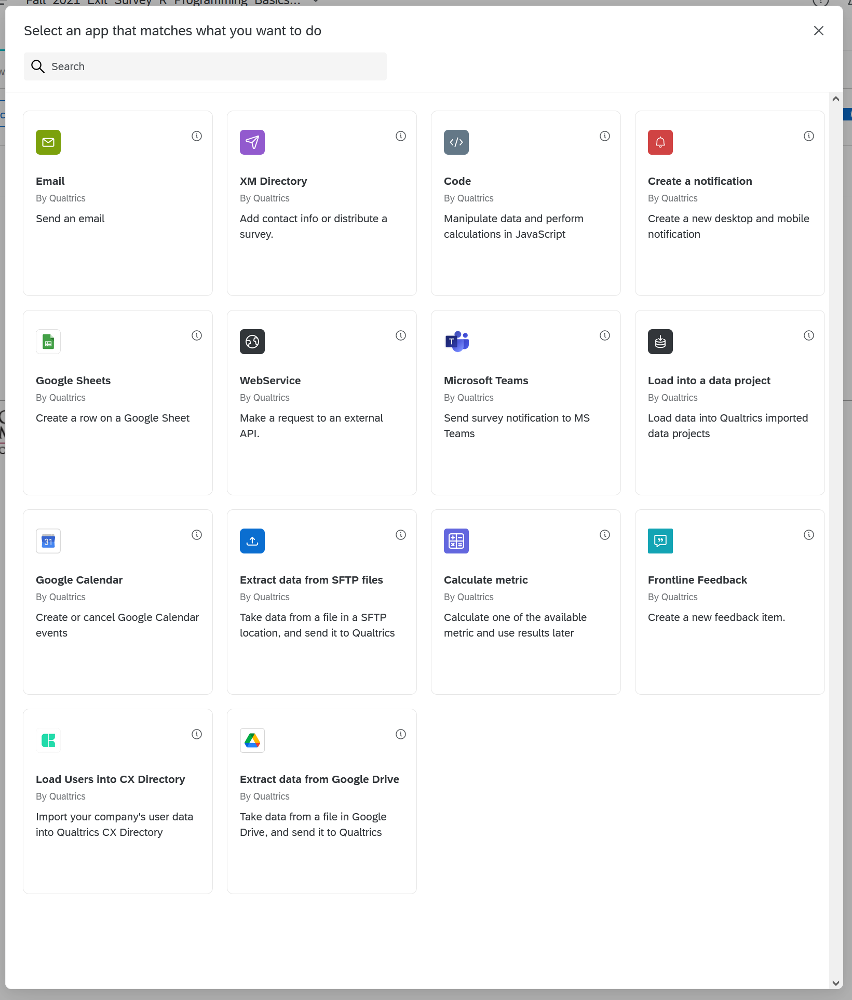 Fall 2021 Exit Survey R Programming Basics...
Select an app that matches what you want to do
Search
Email
By Qualtrics
Send an email
XM Directory
By Qualtrics
Add contact info or distribute a
survey.
Code
By Qualtrics
Manipulate data and perform
calculations in JavaScript
Create a notification
By Qualtrics
Create a new desktop and mobile
notification
Google Sheets
By Qualtrics
Create a row on a Google Sheet
WebService
By Qualtrics
Make a request to an external
API.
T
Microsoft Teams
By Qualtrics
Send survey notification to MS
Teams
Load into a data project
By Qualtrics
Load data into Qualtrics imported
data projects
31
Google Calendar
By Qualtrics
Create or cancel Google Calendar
events
Extract data from SFTP files
By Qualtrics
Take data from a file in a SFTP
location, and send it to Qualtrics
Calculate metric
By Qualtrics
Calculate one of the available
metric and use results later
Frontline Feedback
By Qualtrics
Create a new feedback item.
Load Users into CX Directory
By Qualtrics
Import your company's user data
into Qualtrics CX Directory
Extract data from Google Drive
By Qualtrics
Take data from a file in Google
Drive, and send it to Qualtrics